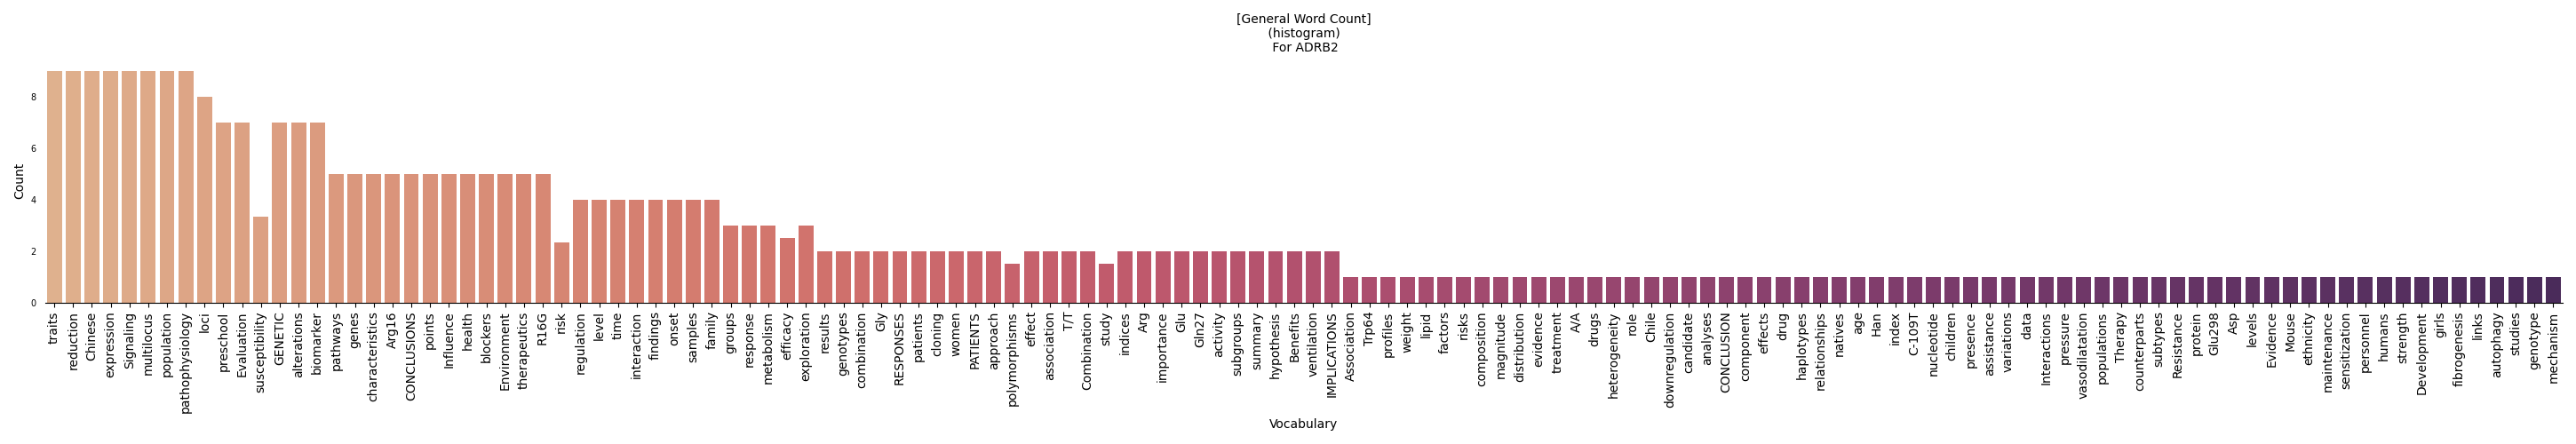 [General Word Count]
(histogram)
For ADRB2
Count
8
6
4
2
0
traits
reduction
Chinese
expression
Signaling
multilocus
population
pathophysiology
loci
preschool
Evaluation
susceptibility
GENETIC
alterations
biomarker
pathways
genes
characteristics
Arg16
CONCLUSIONS
points
Influence
health
blockers
Environment
therapeutics
R16G
risk
regulation
level
time
interaction
findings
onset
samples
family
groups
response
metabolism
efficacy
exploration
results
genotypes
combination
Gly
RESPONSES
patients
cloning
women
PATIENTS
approach
polymorphisms
effect
association
T/T
Combination
study
indices
Arg
importance
Glu
Gln27
activity
subgroups
summary
hypothesis
Benefits
ventilation
IMPLICATIONS
Association
Trp64
profiles
weight
lipid
factors
risks
composition
magnitude
distribution
evidence
treatment
A/A
drugs
heterogeneity
role
Chile
downregulation
candidate
analyses
CONCLUSION
component
effects
drug
haplotypes
relationships
natives
age
Han
index
C-109T
nucleotide
children
presence
assistance
variations
data
Interactions
pressure
vasodilatation
populations
Therapy
counterparts
subtypes
Resistance
protein
Glu298
Asp
levels
Evidence
Mouse
ethnicity
maintenance
sensitization
personnel
humans
strength
Development
girls
fibrogenesis
links
autophagy
studies
genotype
mechanism
Vocabulary